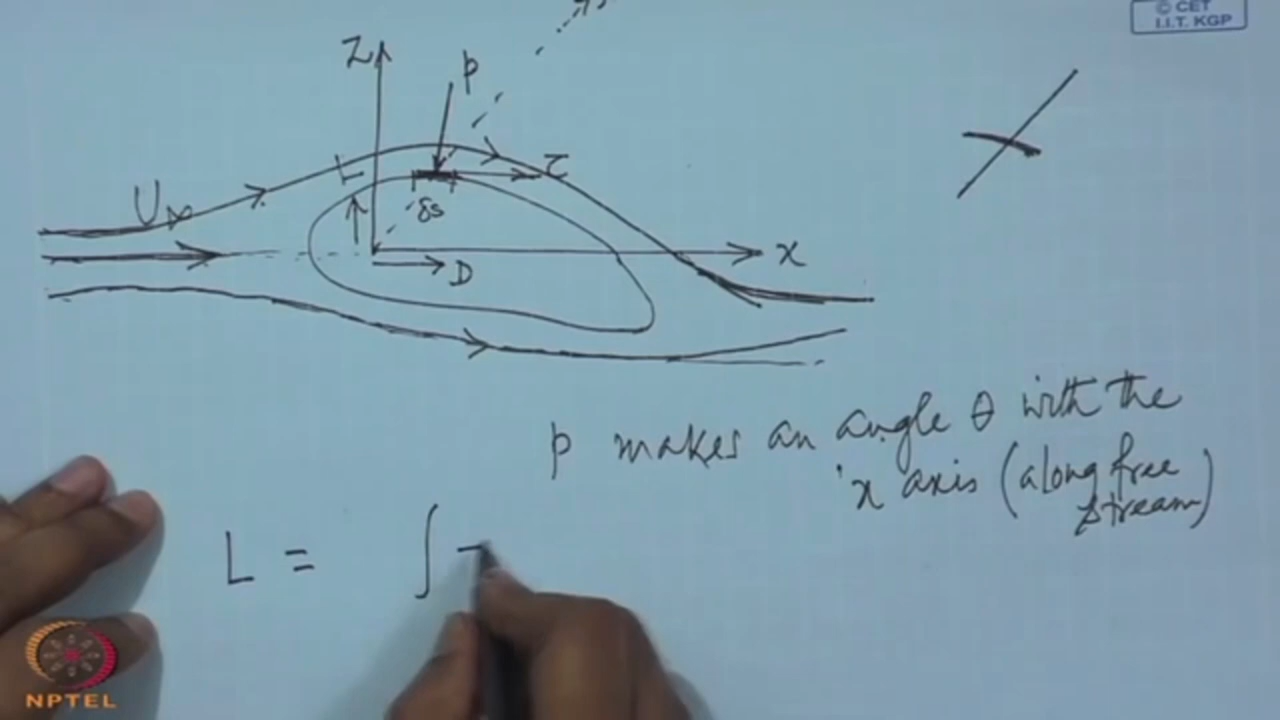 © CET
I.I.T. KGP
Z
p
τ
L
U∞
δs
x
D
p makes an angle θ with the
x axis (along free
stream)
L = ∫
NPTEL